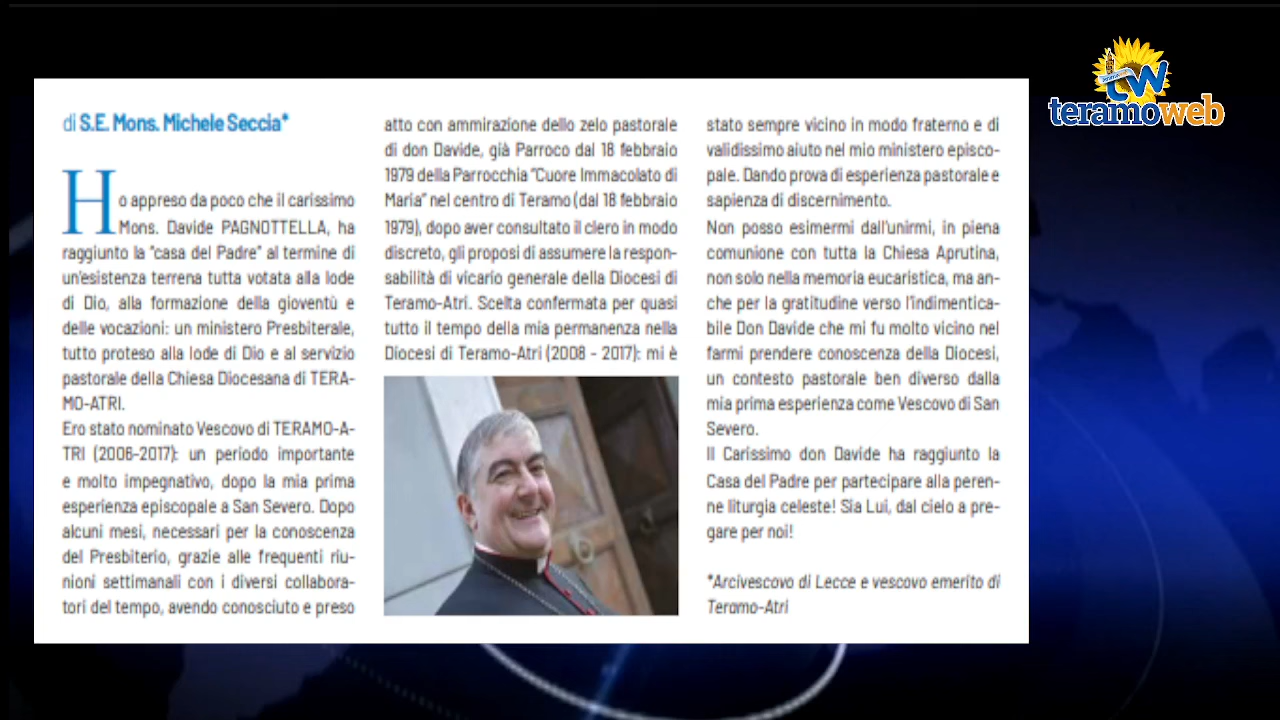 di S.E. Mons. Michele Seccia*
Ho appreso da poco che il carissimo
Mons. Davide PAGNOTTELLA, ha
raggiunto la "casa del Padre" al termine di
un'esistenza terrena tutta votata alla lode
di Dio, alla formazione della gioventù e
delle vocazioni: un ministero Presbiterale,
tutto proteso alla lode di Dio e al servizio
pastorale della Chiesa Diocesana di TERA-
MO-ATRI.
Ero stato nominato Vescovo di TERAMO-A-
TRI (2006-2017): un periodo importante
e molto impegnativo, dopo la mia prima
esperienza episcopale a San Severo. Dopo
alcuni mesi, necessari per la conoscenza
del Presbiterio, grazie alle frequenti riu-
nioni settimanali con i diversi collabora-
tori del tempo, avendo conosciuto e preso
atto con ammirazione dello zelo pastorale
di don Davide, già Parroco dal 18 febbraio
1979 della Parrocchia "Cuore Immacolato di
Maria" nel centro di Teramo (dal 18 febbraio
1979), dopo aver consultato il clero in modo
discreto, gli proposi di assumere la respon-
sabilità di vicario generale della Diocesi di
Teramo-Atri. Scelta confermata per quasi
tutto il tempo della mia permanenza nella
Diocesi di Teramo-Atri (2008 - 2017): mi è
stato sempre vicino in modo fraterno e di
validissimo aiuto nel mio ministero episco-
pale. Dando prova di esperienza pastorale e
sapienza di discernimento.
Non posso esimermi dall'unirmi, in piena
comunione con tutta la Chiesa Aprutina,
non solo nella memoria eucaristica, ma an-
che per la gratitudine verso l'indimentica-
bile Don Davide che mi fu molto vicino nel
farmi prendere conoscenza della Diocesi,
un contesto pastorale ben diverso dalla
mia prima esperienza come Vescovo di San
Severo.
Il Carissimo don Davide ha raggiunto la
Casa del Padre per partecipare alla peren-
ne liturgia celeste! Sia Lui, dal cielo a pre-
gare per noi!
*Arcivescovo di Lecce e vescovo emerito di
Teramo-Atri
tw
teramoweb